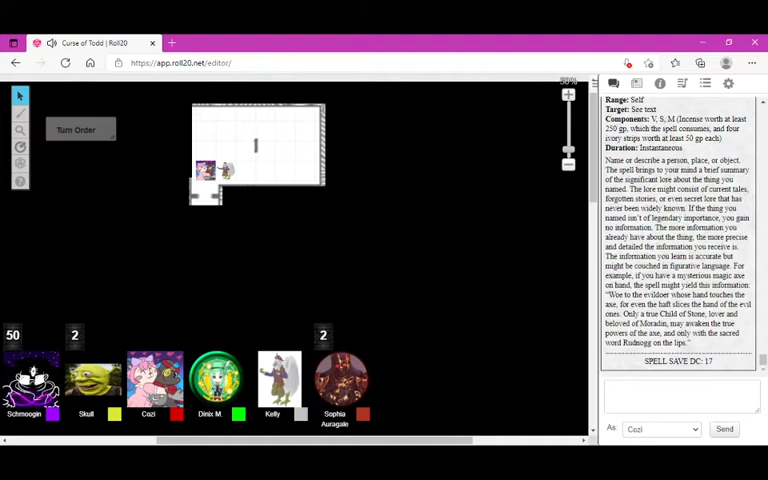 Curse of Todd | Roll20
https://app.roll20.net/editor/
Turn Order
1
50
2
2
Schmoogin
Skull
Cozi
Dinix M.
Kelly
Sophia
Auragale
Range: Self
Target: See text
Components: V, S, M (Incense worth at least
250 gp, which the spell consumes, and four
ivory strips worth at least 50 gp each)
Duration: Instantaneous
Name or describe a person, place, or object.
The spell brings to your mind a brief summary
of the significant lore about the thing you
named. The lore might consist of current tales,
forgotten stories, or even secret lore that has
never been widely known. If the thing you
named isn't of legendary importance, you gain
no information. The more information you
already have about the thing, the more precise
and detailed the information you receive is.
The information you learn is accurate but
might be couched in figurative language. For
example, if you have a mysterious magic axe
on hand, the spell might yield this information:
"Woe to the evildoer whose hand touches the
axe, for even the haft slices the hand of the evil
ones. Only a true Child of Stone, lover and
beloved of Moradin, may awaken the true
powers of the axe, and only with the sacred
word Rudnogg on the lips."
SPELL SAVE DC: 17
As:
Cozi
Send